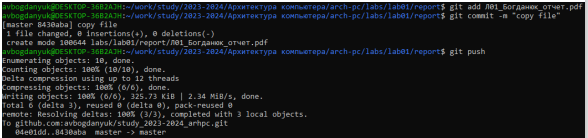 avbogdanyuk@DESKTOP-36B2AJH:~/work/study/2023-2024/Архитектура компьютера/arch-pc/labs/lab01/report$ git add Л01_Богданюк_отчет.pdf
avbogdanyuk@DESKTOP-36B2AJH:~/work/study/2023-2024/Архитектура компьютера/arch-pc/labs/lab01/report$ git commit -m "copy file"
[master 8430aba] copy file
1 file changed, 0 insertions(+), 0 deletions(-)
create mode 100644 labs/lab01/report/Л01_Богданюк_отчет.pdf
avbogdanyuk@DESKTOP-36B2AJH:~/work/study/2023-2024/Архитектура компьютера/arch-pc/labs/lab01/report$ git push
Enumerating objects: 10, done.
Counting objects: 100% (10/10), done.
Delta compression using up to 12 threads
Compressing objects: 100% (6/6), done.
Writing objects: 100% (6/6), 325.73 KiB | 2.34 MiB/s, done.
Total 6 (delta 3), reused 0 (delta 0), pack-reused 0
remote: Resolving deltas: 100% (3/3), completed with 3 local objects.
To github.com:avbogdanyuk/study_2023-2024_arhpc.git
04e01dd..8430aba master -> master